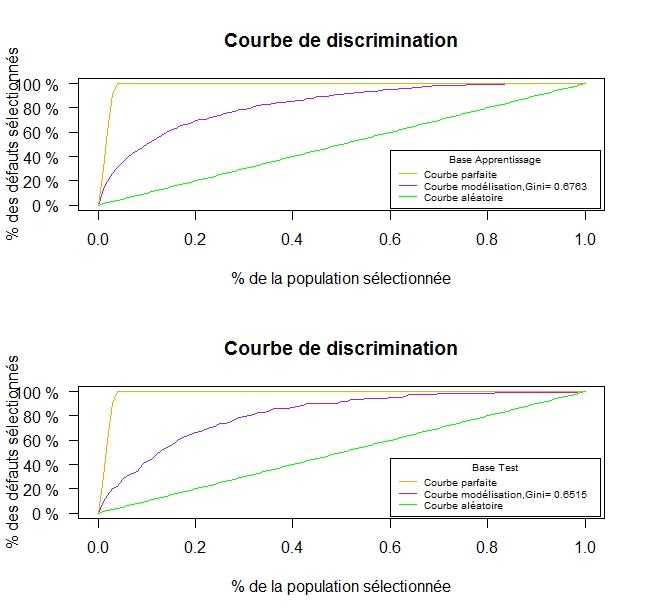 Courbe de discrimination
% des défauts sélectionnés
100 %
80 %
60 %
40 %
20 %
0 %
Base Apprentissage
Courbe parfaite
Courbe modélisation,Gini= 0.6763
Courbe aléatoire
0.0 0.2 0.4 0.6 0.8 1.0
% de la population sélectionnée
Courbe de discrimination
% des défauts sélectionnés
100 %
80 %
60 %
40 %
20 %
0 %
Base Test
Courbe parfaite
Courbe modélisation,Gini= 0.6515
Courbe aléatoire
0.0 0.2 0.4 0.6 0.8 1.0
% de la population sélectionnée